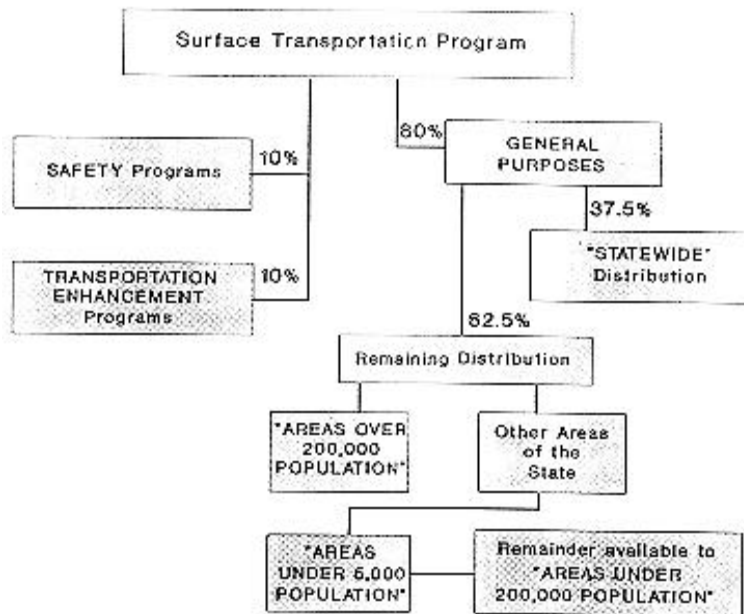 Surface Transportation Program
80%
10%
SAFETY Programs
GENERAL
PURPOSES
37.5%
"STATEWIDE"
Distribution
10%
TRANSPORTATION
ENHANCEMENT
Programs
62.5%
Remaining Distribution
"AREAS OVER
200,000
POPULATION"
Other Areas
of the
State
"AREAS
UNDER 5,000
POPULATION"
Remainder available to
"AREAS UNDER
200,000 POPULATION"